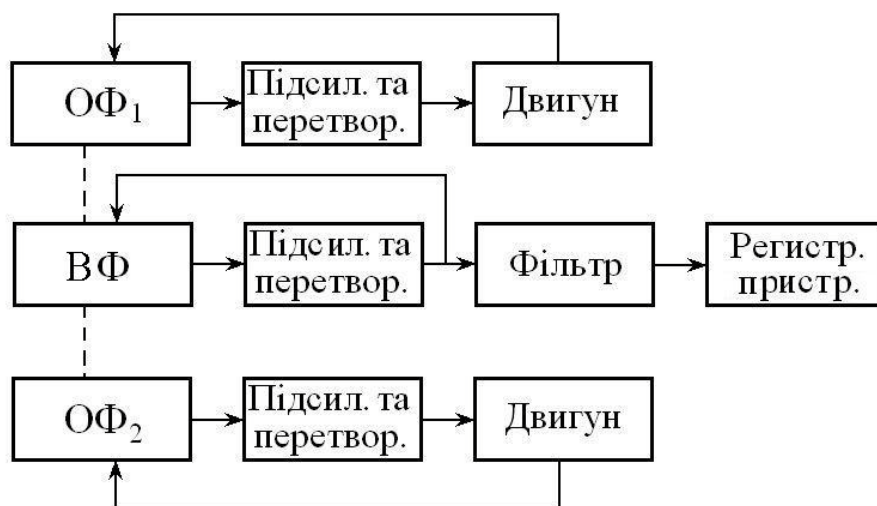 ОФ1
Підсил. та
перетвор.
Двигун
ВФ
Підсил. та
перетвор.
Фільтр
Регистр.
пристр.
ОФ2
Підсил. та
перетвор.
Двигун